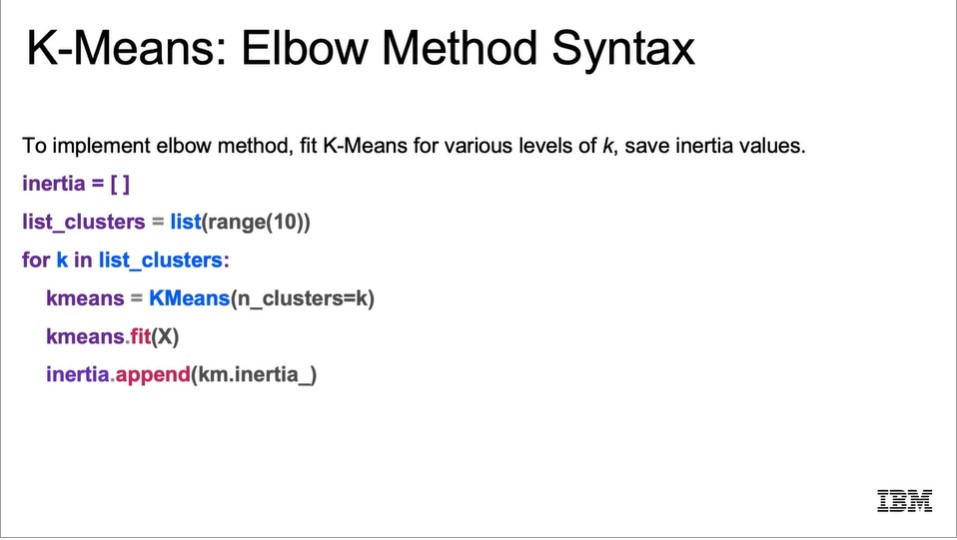 K-Means: Elbow Method Syntax
To implement elbow method, fit K-Means for various levels of k, save inertia values.
inertia = [ ]
list_clusters = list(range(10))
for k in list_clusters:
kmeans = KMeans(n_clusters=k)
kmeans.fit(X)
inertia.append(km.inertia_)
IBM